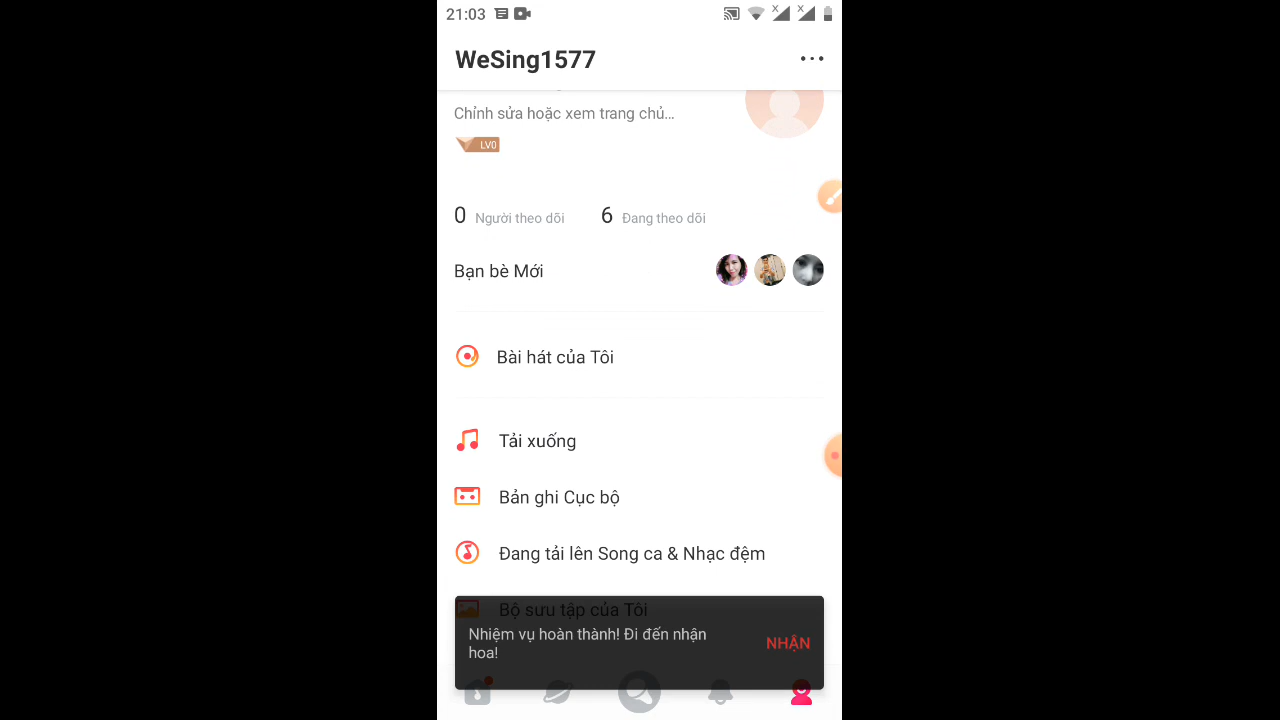 21:03
WeSing1577
Chỉnh sửa hoặc xem trang chủ...
LV0
0 Người theo dõi 6 Đang theo dõi
Bạn bè Mới
Bài hát của Tôi
Tải xuống
Bản ghi Cục bộ
Đang tải lên Song ca & Nhạc đệm
Bộ sưu tập của Tôi
Nhiệm vụ hoàn thành! Đi đến nhận
hoa!
NHẬN